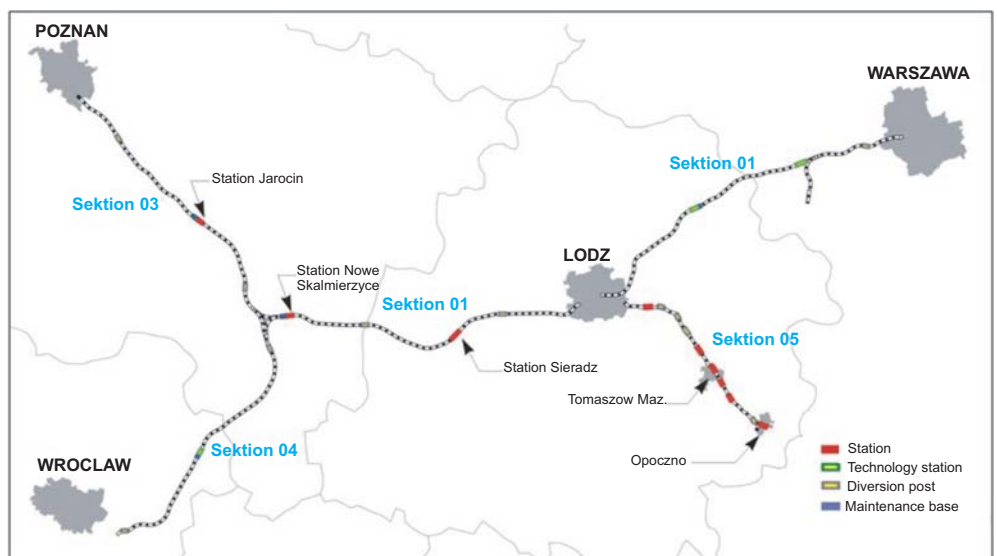 POZNAN
WARSZAWA
Sektion 01
Station Jarocin
Sektion 03
LODZ
Station Nowe
Skalmierzyce
Sektion 01
Sektion 05
Station Sieradz
Tomaszow Maz.
Sektion 04
Opoczno
WROCLAW
Station
Technology station
Diversion post
Maintenance base